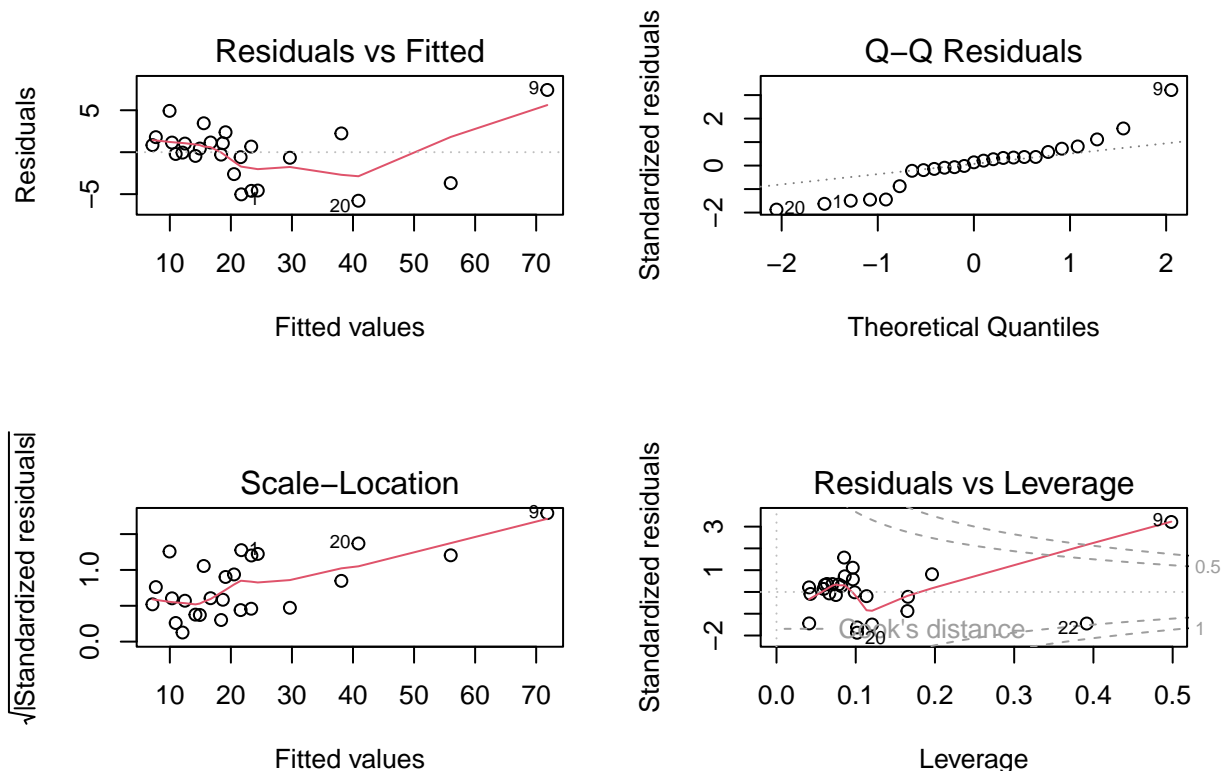 Residuals vs Fitted
Residuals
5
−5
9
20
1
10 20 30 40 50 60 70
Fitted values
Q−Q Residuals
Standardized residuals
2
0
−2
9
20
1
−2 −1 0 1 2
Theoretical Quantiles
Scale−Location
√|Standardized residuals|
1.0
0.0
9
20
1
10 20 30 40 50 60 70
Fitted values
Residuals vs Leverage
Standardized residuals
3
1
−2
9
0.5
22
1
20
Cook's distance
0.0 0.1 0.2 0.3 0.4 0.5
Leverage